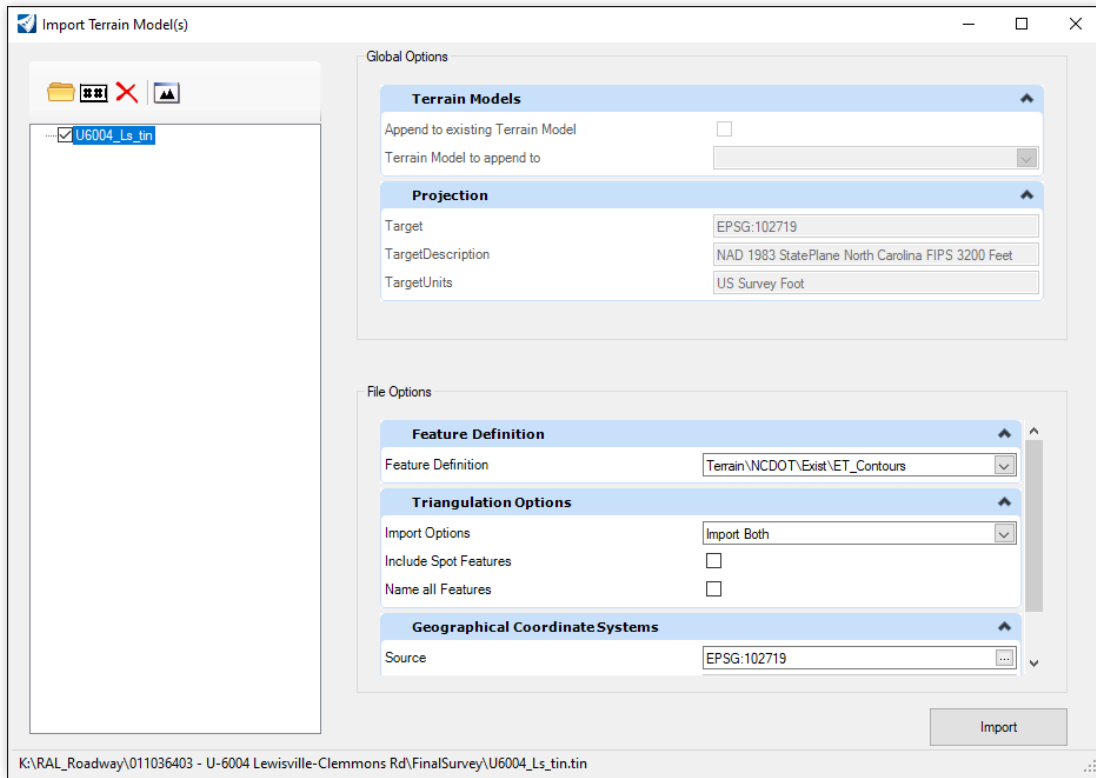 Import Terrain Model(s)
##
U6004_Ls_tin
Global Options
Terrain Models
Append to existing Terrain Model
Terrain Model to append to
Projection
Target EPSG:102719
TargetDescription NAD 1983 StatePlane North Carolina FIPS 3200 Feet
TargetUnits US Survey Foot
File Options
Feature Definition
Feature Definition Terrain\NCDOT\Exist\ET_Contours
Triangulation Options
Import Options Import Both
Include Spot Features
Name all Features
Geographical Coordinate Systems
Source EPSG:102719 ...
Import
K:\RAL_Roadway\011036403 - U-6004 Lewisville-Clemmons Rd\FinalSurvey\U6004_Ls_tin.tin